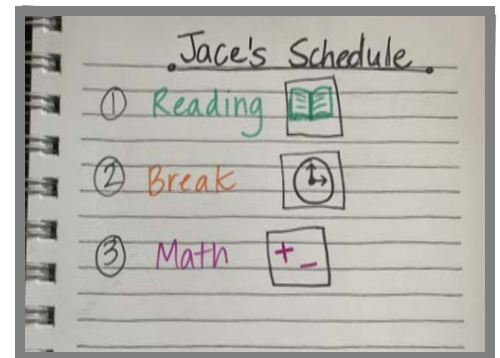 Jace's Schedule
① Reading
② Break
③ Math + -